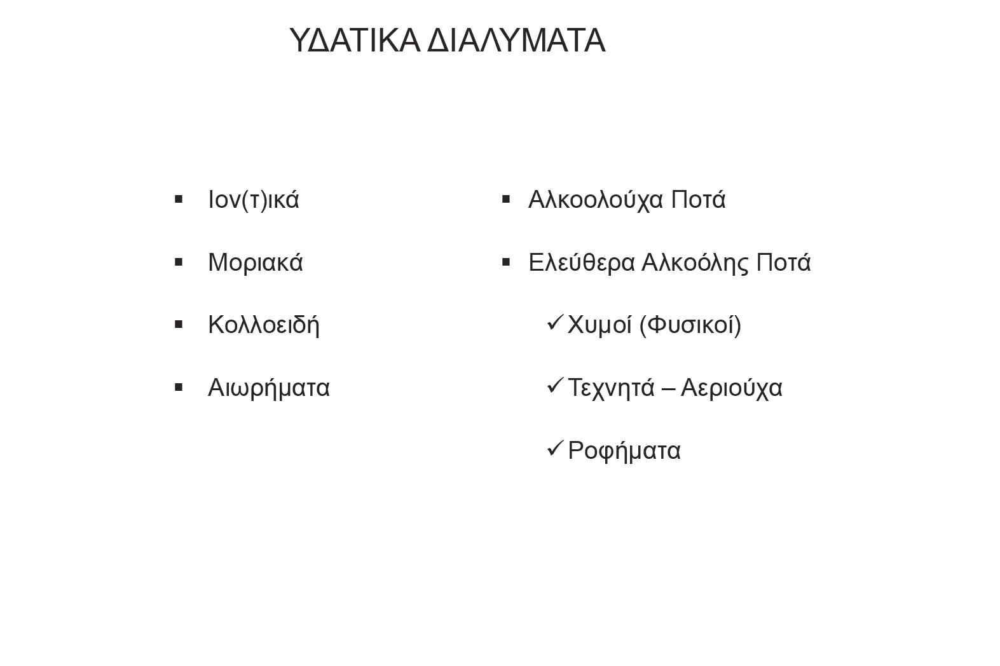 ΥΔΑΤΙΚΑ ΔΙΑΛΥΜΑΤΑ
▪ Ιον(τ)ικά
▪ Μοριακά
▪ Κολλοειδή
▪ Αιωρήματα
▪ Αλκοολούχα Ποτά
▪ Ελεύθερα Αλκοόλης Ποτά
✓ Χυμοί (Φυσικοί)
✓ Τεχνητά – Αεριούχα
✓ Ροφήματα